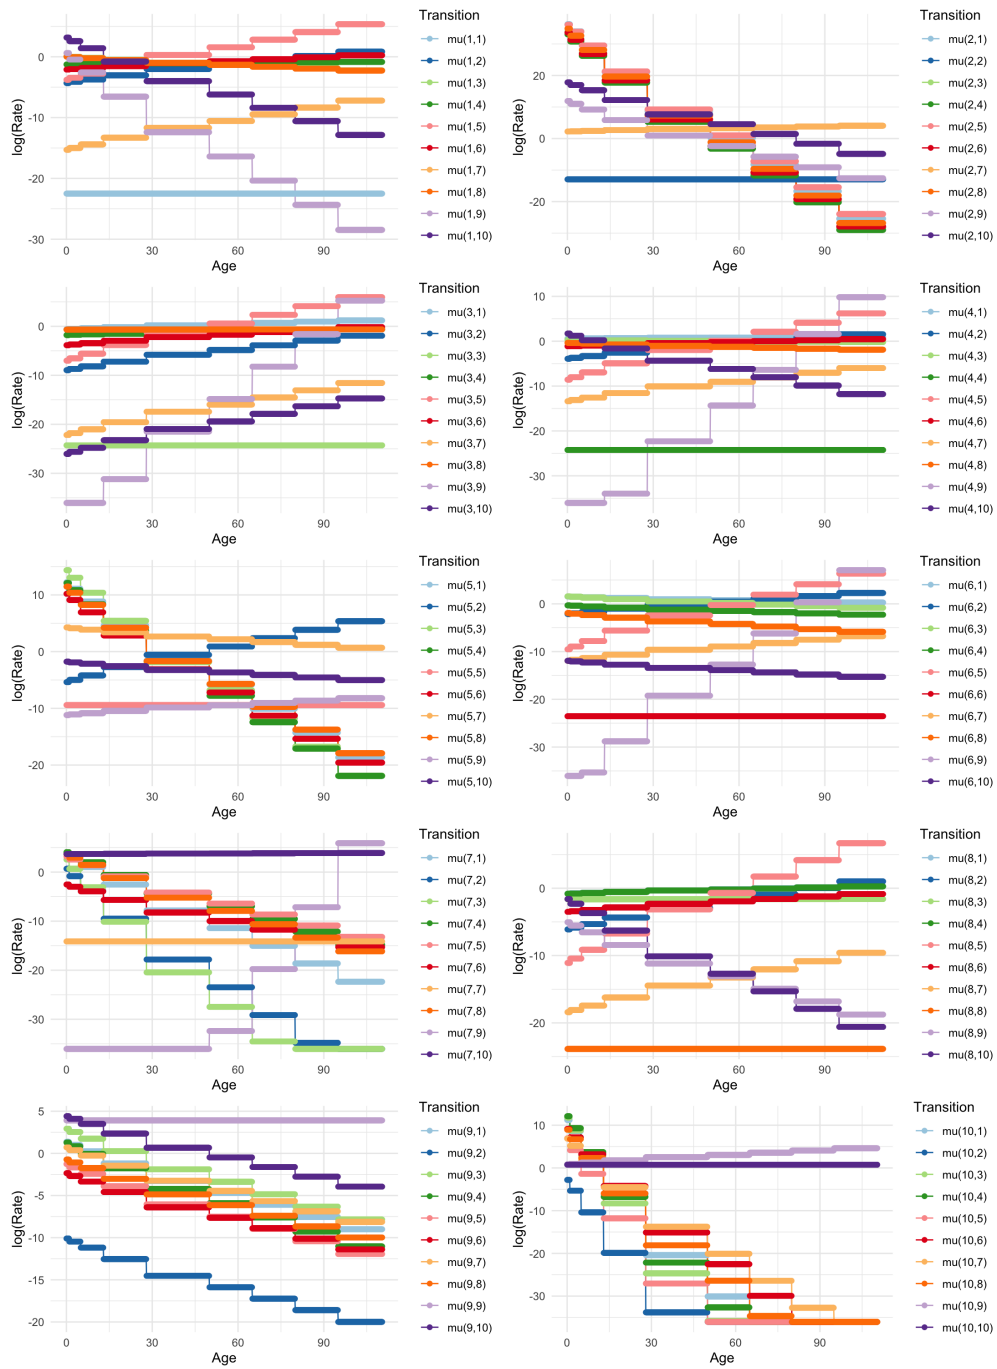 Transition
mu(1,1)
mu(1,2)
mu(1,3)
mu(1,4)
mu(1,5)
mu(1,6)
mu(1,7)
mu(1,8)
mu(1,9)
mu(1,10)
log(Rate)
0
-10
-20
-30
0 30 60 90
Age
Transition
mu(2,1)
mu(2,2)
mu(2,3)
mu(2,4)
mu(2,5)
mu(2,6)
mu(2,7)
mu(2,8)
mu(2,9)
mu(2,10)
log(Rate)
20
0
-20
0 30 60 90
Age
Transition
mu(3,1)
mu(3,2)
mu(3,3)
mu(3,4)
mu(3,5)
mu(3,6)
mu(3,7)
mu(3,8)
mu(3,9)
mu(3,10)
log(Rate)
0
-10
-20
-30
0 30 60 90
Age
Transition
mu(4,1)
mu(4,2)
mu(4,3)
mu(4,4)
mu(4,5)
mu(4,6)
mu(4,7)
mu(4,8)
mu(4,9)
mu(4,10)
log(Rate)
10
0
-10
-20
-30
0 30 60 90
Age
Transition
mu(5,1)
mu(5,2)
mu(5,3)
mu(5,4)
mu(5,5)
mu(5,6)
mu(5,7)
mu(5,8)
mu(5,9)
mu(5,10)
log(Rate)
10
0
-10
-20
0 30 60 90
Age
Transition
mu(6,1)
mu(6,2)
mu(6,3)
mu(6,4)
mu(6,5)
mu(6,6)
mu(6,7)
mu(6,8)
mu(6,9)
mu(6,10)
log(Rate)
0
-10
-20
-30
0 30 60 90
Age
Transition
mu(7,1)
mu(7,2)
mu(7,3)
mu(7,4)
mu(7,5)
mu(7,6)
mu(7,7)
mu(7,8)
mu(7,9)
mu(7,10)
log(Rate)
0
-10
-20
-30
0 30 60 90
Age
Transition
mu(8,1)
mu(8,2)
mu(8,3)
mu(8,4)
mu(8,5)
mu(8,6)
mu(8,7)
mu(8,8)
mu(8,9)
mu(8,10)
log(Rate)
0
-10
-20
0 30 60 90
Age
Transition
mu(9,1)
mu(9,2)
mu(9,3)
mu(9,4)
mu(9,5)
mu(9,6)
mu(9,7)
mu(9,8)
mu(9,9)
mu(9,10)
log(Rate)
5
0
-5
-10
-15
-20
0 30 60 90
Age
Transition
mu(10,1)
mu(10,2)
mu(10,3)
mu(10,4)
mu(10,5)
mu(10,6)
mu(10,7)
mu(10,8)
mu(10,9)
mu(10,10)
log(Rate)
10
0
-10
-20
-30
0 30 60 90
Age